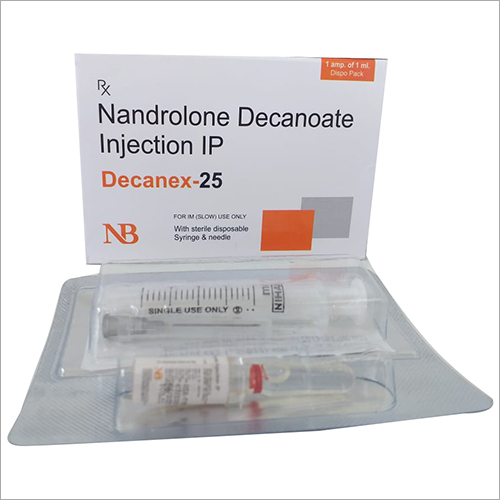 1 amp. of 1 ml.
Dispo Pack
Rx
Nandrolone Decanoate
Injection IP
Decanex-25
FOR IM (SLOW) USE ONLY
With sterile disposable
Syringe & needle
NB
SINGLE USE ONLY